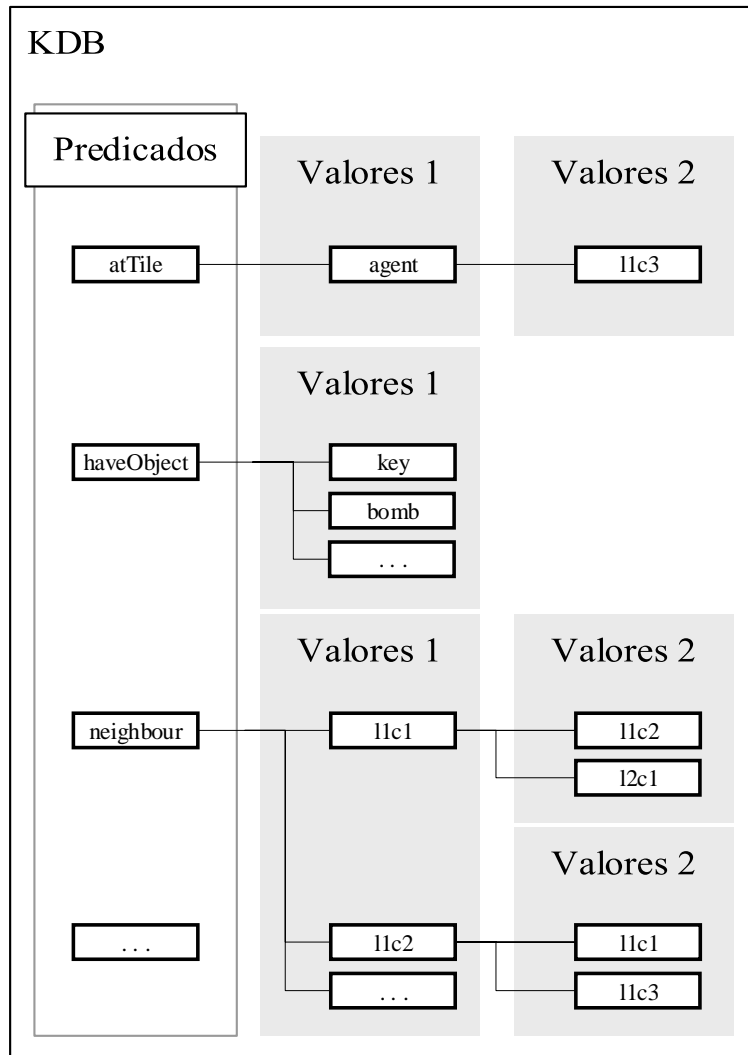 KDB
Predicados
Valores 1
Valores 2
atTile
agent
l1c3
Valores 1
haveObject
key
bomb
. . .
Valores 1
Valores 2
neighbour
l1c1
l1c2
l2c1
Valores 2
. . .
l1c2
l1c1
. . .
l1c3